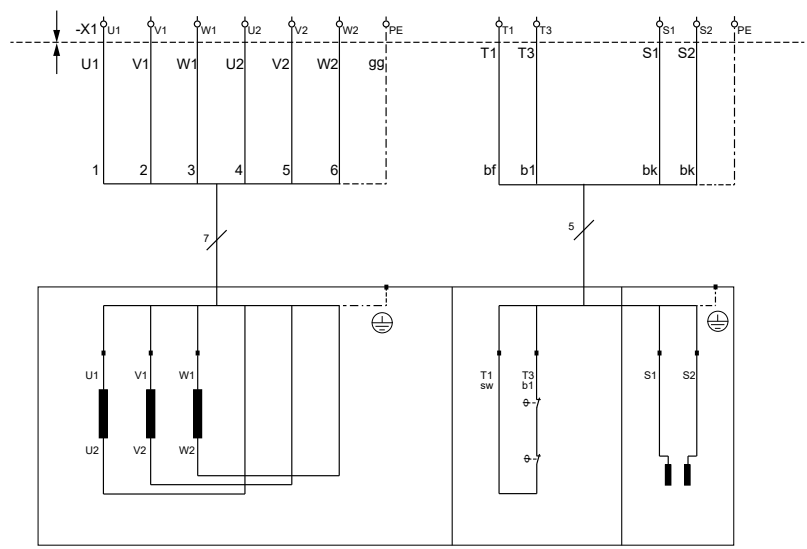 -X1 U1 V1 W1 U2 V2 W2 PE T1 T3 S1 S2 PE
U1 V1 W1 U2 V2 W2 gg T1 T3 S1 S2
1 2 3 4 5 6 bf b1 bk bk
7 5
U1 V1 W1 T1 T3 S1 S2
sw b1
U2 V2 W2